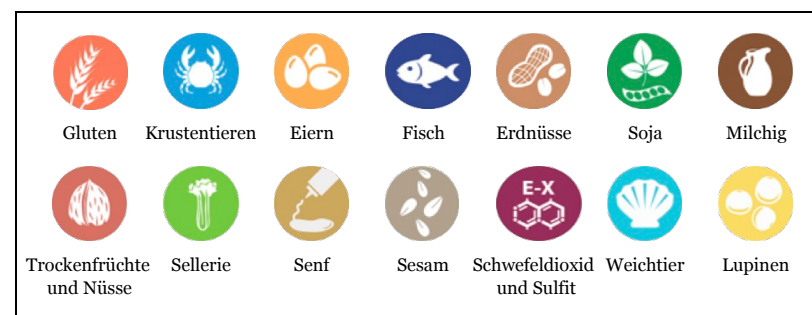 Gluten Krustentieren Eiern Fisch Erdnüsse Soja Milchig
E-X
Trockenfrüchte Sellerie Senf Sesam Schwefeldioxid Weichtier Lupinen
und Nüsse und Sulfit